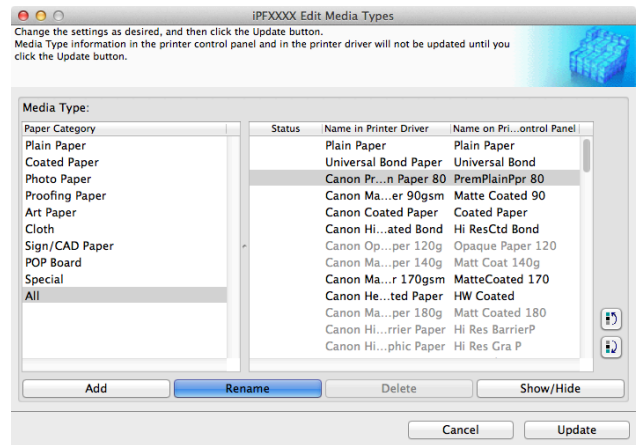 iPFXXXX Edit Media Types
Change the settings as desired, and then click the Update button.
Media Type information in the printer control panel and in the printer driver will not be updated until you
click the Update button.
Media Type:
Paper Category
Plain Paper
Coated Paper
Photo Paper
Proofing Paper
Art Paper
Cloth
Sign/CAD Paper
POP Board
Special
All
Status Name in Printer Driver Name on Pri...ontrol Panel
Plain Paper Plain Paper
Universal Bond Paper Universal Bond
Canon Pr...n Paper 80 PremPlainPpr 80
Canon Ma...er 90gsm Matte Coated 90
Canon Coated Paper Coated Paper
Canon Hi...ated Bond Hi ResCtd Bond
Canon Op...per 120g Opaque Paper 120
Canon Ma...per 140g Matt Coat 140g
Canon Ma...r 170gsm MatteCoated 170
Canon He...ted Paper HW Coated
Canon Ma...per 180g Matt Coated 180
Canon Hi...rrier Paper Hi Res BarrierP
Canon Hi...phic Paper Hi Res Gra P
Add Rename Delete Show/Hide
Cancel Update